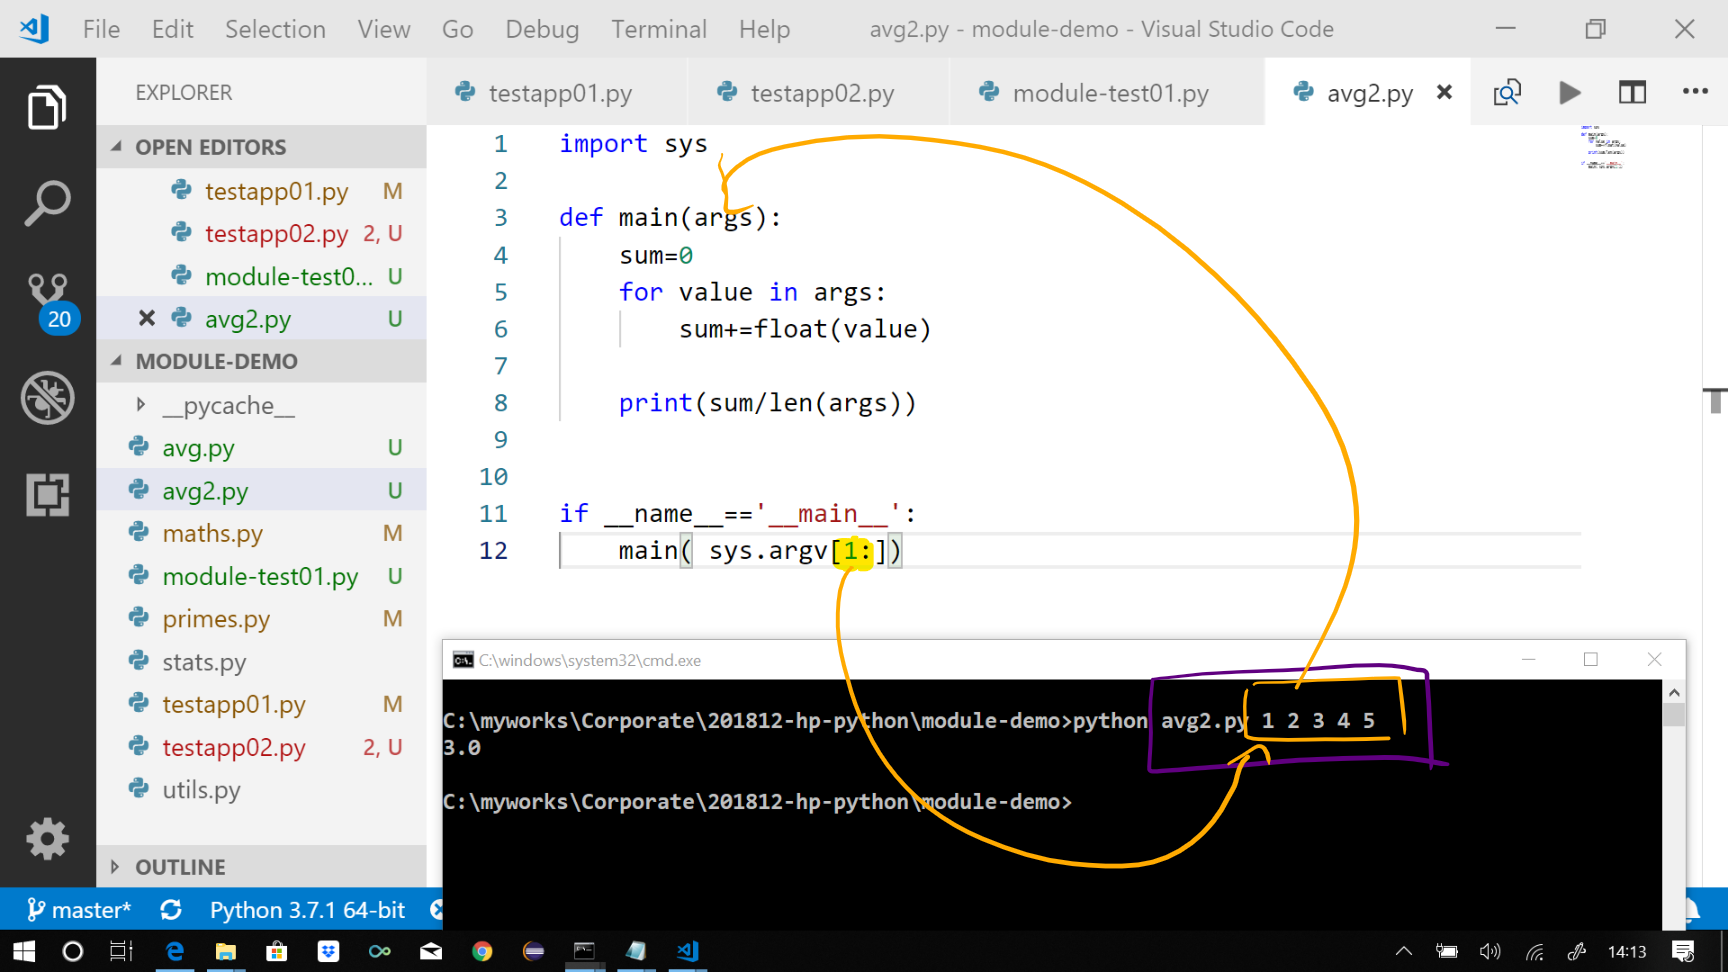 File Edit Selection View Go Debug Terminal Help avg2.py - module-demo - Visual Studio Code
EXPLORER
testapp01.py testapp02.py module-test01.py avg2.py
OPEN EDITORS
testapp01.py M
testapp02.py 2, U
module-test0... U
avg2.py U
20
MODULE-DEMO
__pycache__
avg.py U
avg2.py U
maths.py M
module-test01.py U
primes.py M
stats.py
testapp01.py M
testapp02.py 2, U
utils.py
OUTLINE
1 import sys
2
3 def main(args):
4 sum=0
5 for value in args:
6 sum+=float(value)
7
8 print(sum/len(args))
9
10
11 if __name__=='__main__':
12 main( sys.argv[1:])
C:\windows\system32\cmd.exe
C:\myworks\Corporate\201812-hp-python\module-demo>python avg2.py 1 2 3 4 5
3.0
C:\myworks\Corporate\201812-hp-python\module-demo>
master* Python 3.7.1 64-bit
14:13